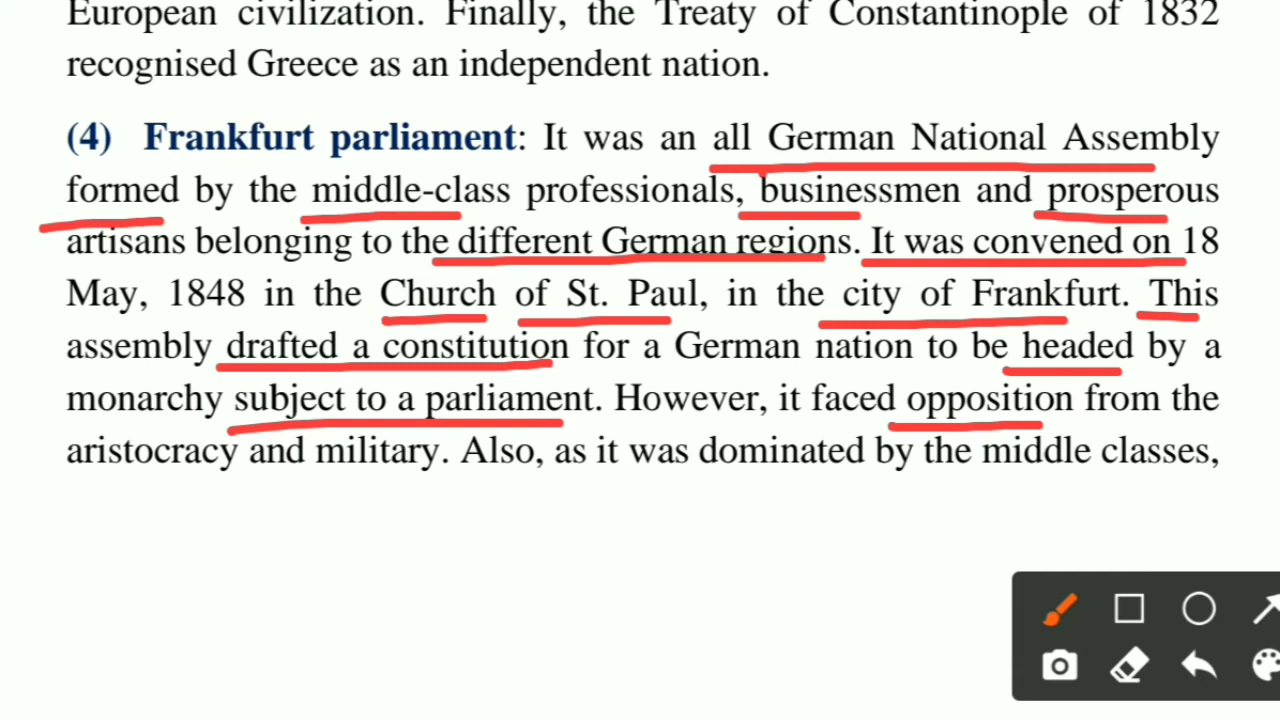 European civilization. Finally, the Treaty of Constantinople of 1832
recognised Greece as an independent nation.
(4) Frankfurt parliament: It was an all German National Assembly
formed by the middle-class professionals, businessmen and prosperous
artisans belonging to the different German regions. It was convened on 18
May, 1848 in the Church of St. Paul, in the city of Frankfurt. This
assembly drafted a constitution for a German nation to be headed by a
monarchy subject to a parliament. However, it faced opposition from the
aristocracy and military. Also, as it was dominated by the middle classes,